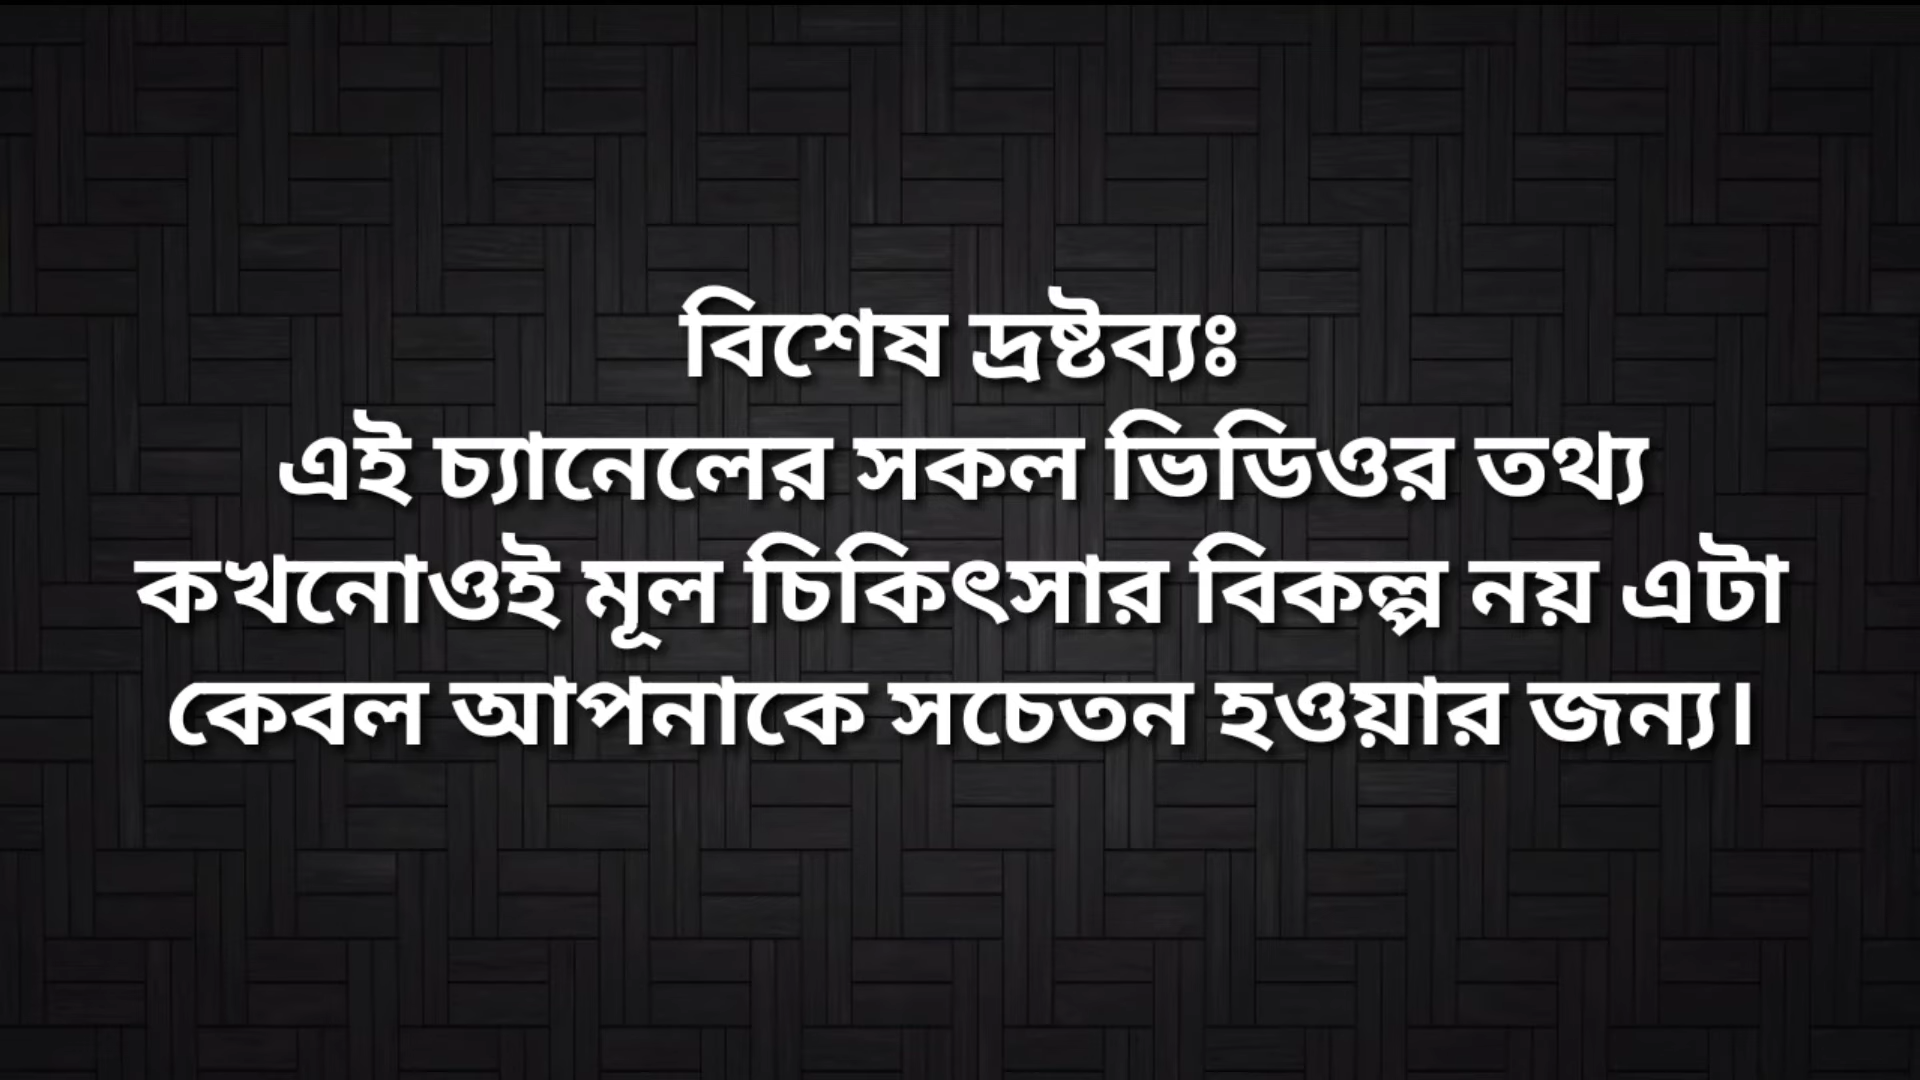 বিশেষ দ্রষ্টব্যঃ
এই চ্যানেলের সকল ভিডিওর তথ্য
কখনোওই মূল চিকিৎসার বিকল্প নয় এটা
কেবল আপনাকে সচেতন হওয়ার জন্য।